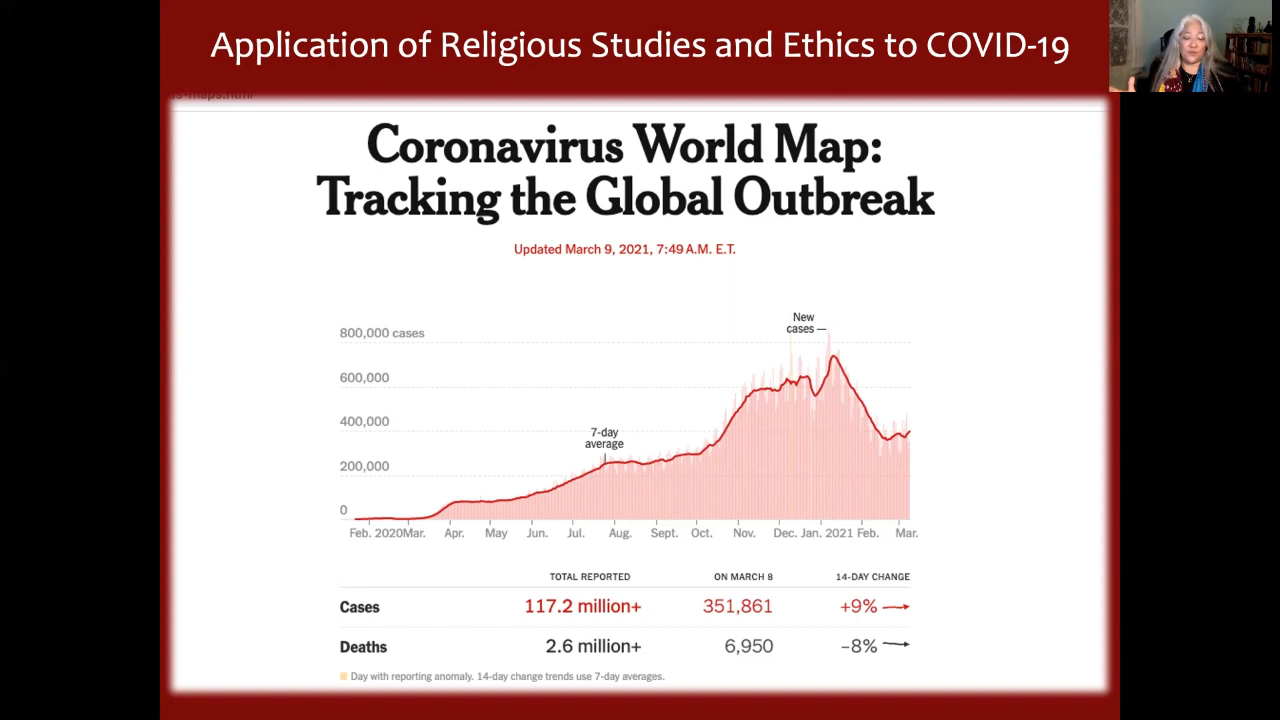 Application of Religious Studies and Ethics to COVID-19
Coronavirus World Map:
Tracking the Global Outbreak
Updated March 9, 2021, 7:49 A.M. E.T.
New
cases
800,000 cases
600,000
400,000
7-day
average
200,000
0
Feb. 2020 Mar. Apr. May Jun. Jul. Aug. Sept. Oct. Nov. Dec. Jan. 2021 Feb. Mar.
TOTAL REPORTED ON MARCH 8 14-DAY CHANGE
Cases 117.2 million+ 351,861 +9%
Deaths 2.6 million+ 6,950 –8%
Day with reporting anomaly. 14-day change trends use 7-day averages.